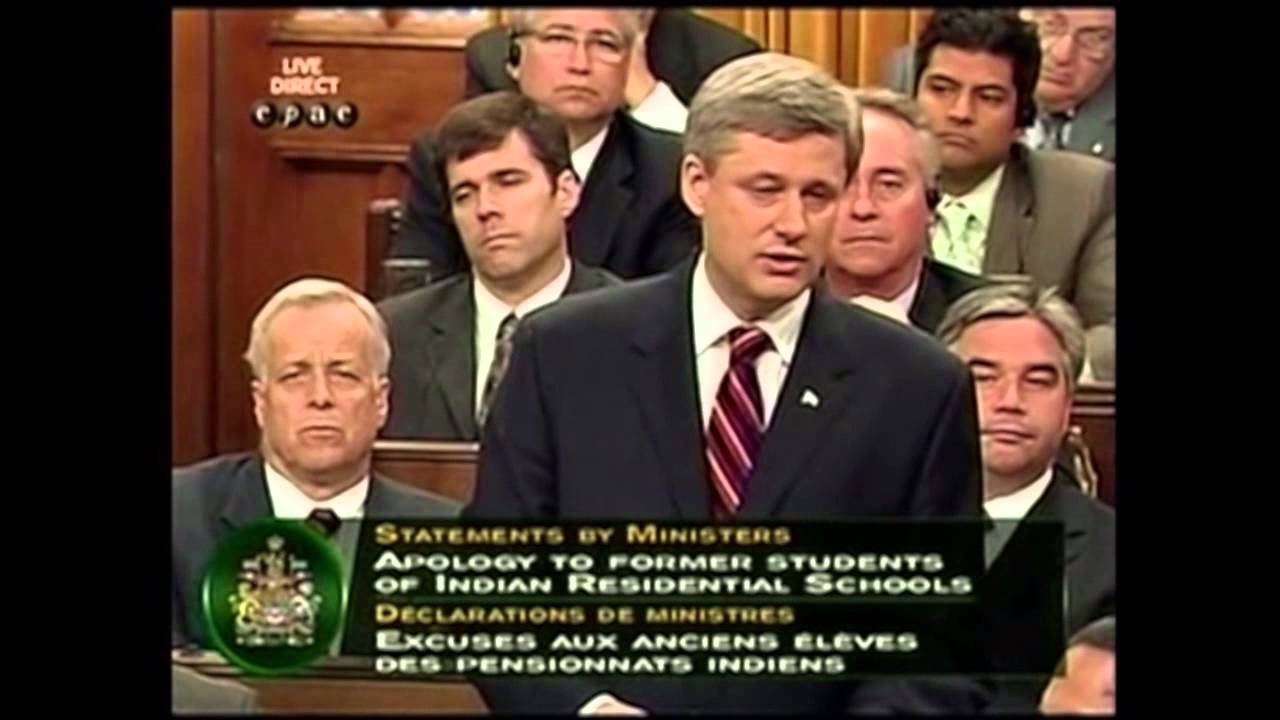 LIVE
DIRECT
cpac
STATEMENTS BY MINISTERS
APOLOGY TO FORMER STUDENTS
OF INDIAN RESIDENTIAL SCHOOLS
DÉCLARATIONS DE MINISTRES
EXCUSES AUX ANCIENS ÉLÈVES
DES PENSIONNATS INDIENS